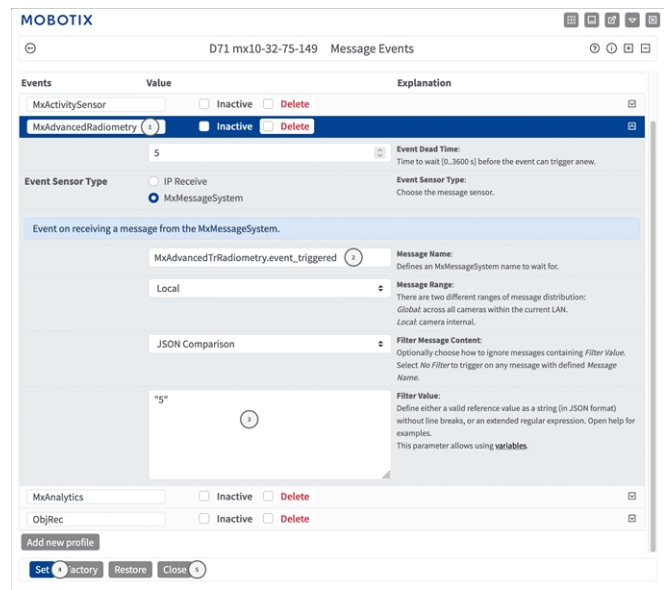 MOBOTIX
D71 mx10-32-75-149 Message Events
Events Value Explanation
MxActivitySensor Inactive Delete
MxAdvancedRadiometry 1 Inactive Delete
5 Event Dead Time:
Time to wait [0..3600 s] before the event can trigger anew.
Event Sensor Type IP Receive Event Sensor Type:
MxMessageSystem Choose the message sensor.
Event on receiving a message from the MxMessageSystem.
MxAdvancedTrRadiometry.event_triggered 2 Message Name:
Defines an MxMessageSystem name to wait for.
Local Message Range:
There are two different ranges of message distribution:
Global: across all cameras within the current LAN.
Local: camera internal.
JSON Comparison Filter Message Content:
Optionally choose how to ignore messages containing Filter Value.
Select No Filter to trigger on any message with defined Message
Name.
"5" Filter Value:
3 Define either a valid reference value as a string (in JSON format)
without line breaks, or an extended regular expression. Open help for
examples.
This parameter allows using variables.
MxAnalytics Inactive Delete
ObjRec Inactive Delete
Add new profile
Set 4 Factory Restore Close 5